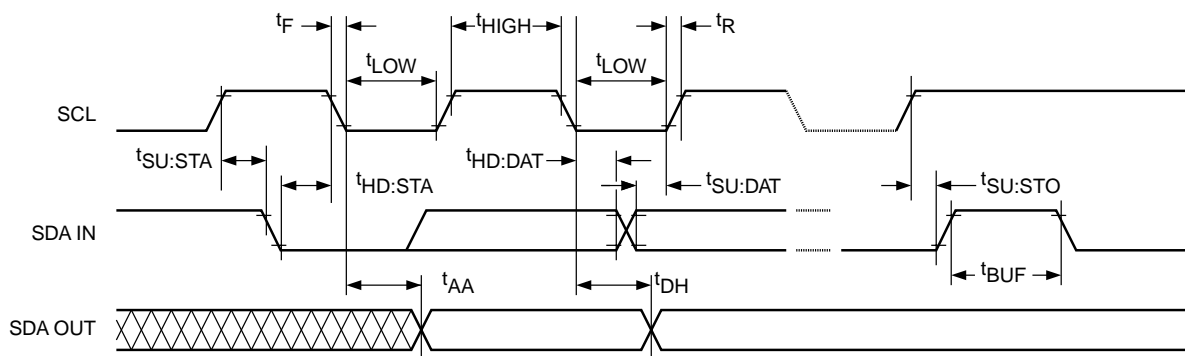 tF
tHIGH
tR
tLOW
tLOW
SCL
tSU:STA
tHD:STA
tHD:DAT
tSU:DAT
tSU:STO
SDA IN
tBUF
tAA
tDH
SDA OUT